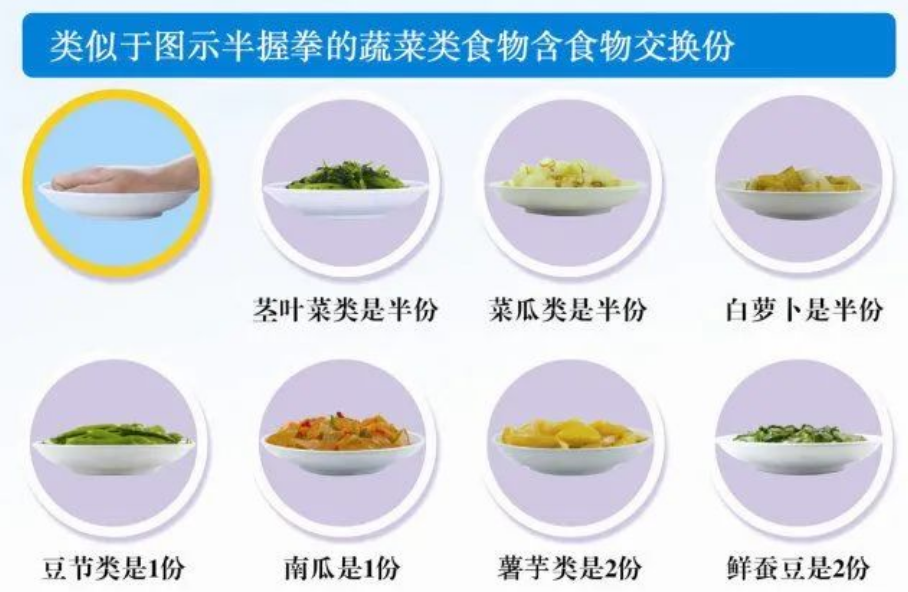 类似于图示半握拳的蔬菜类食物含食物交换份
茎叶菜类是半份
菜瓜类是半份
白萝卜是半份
豆节类是1份
南瓜是1份
薯芋类是2份
鲜蚕豆是2份